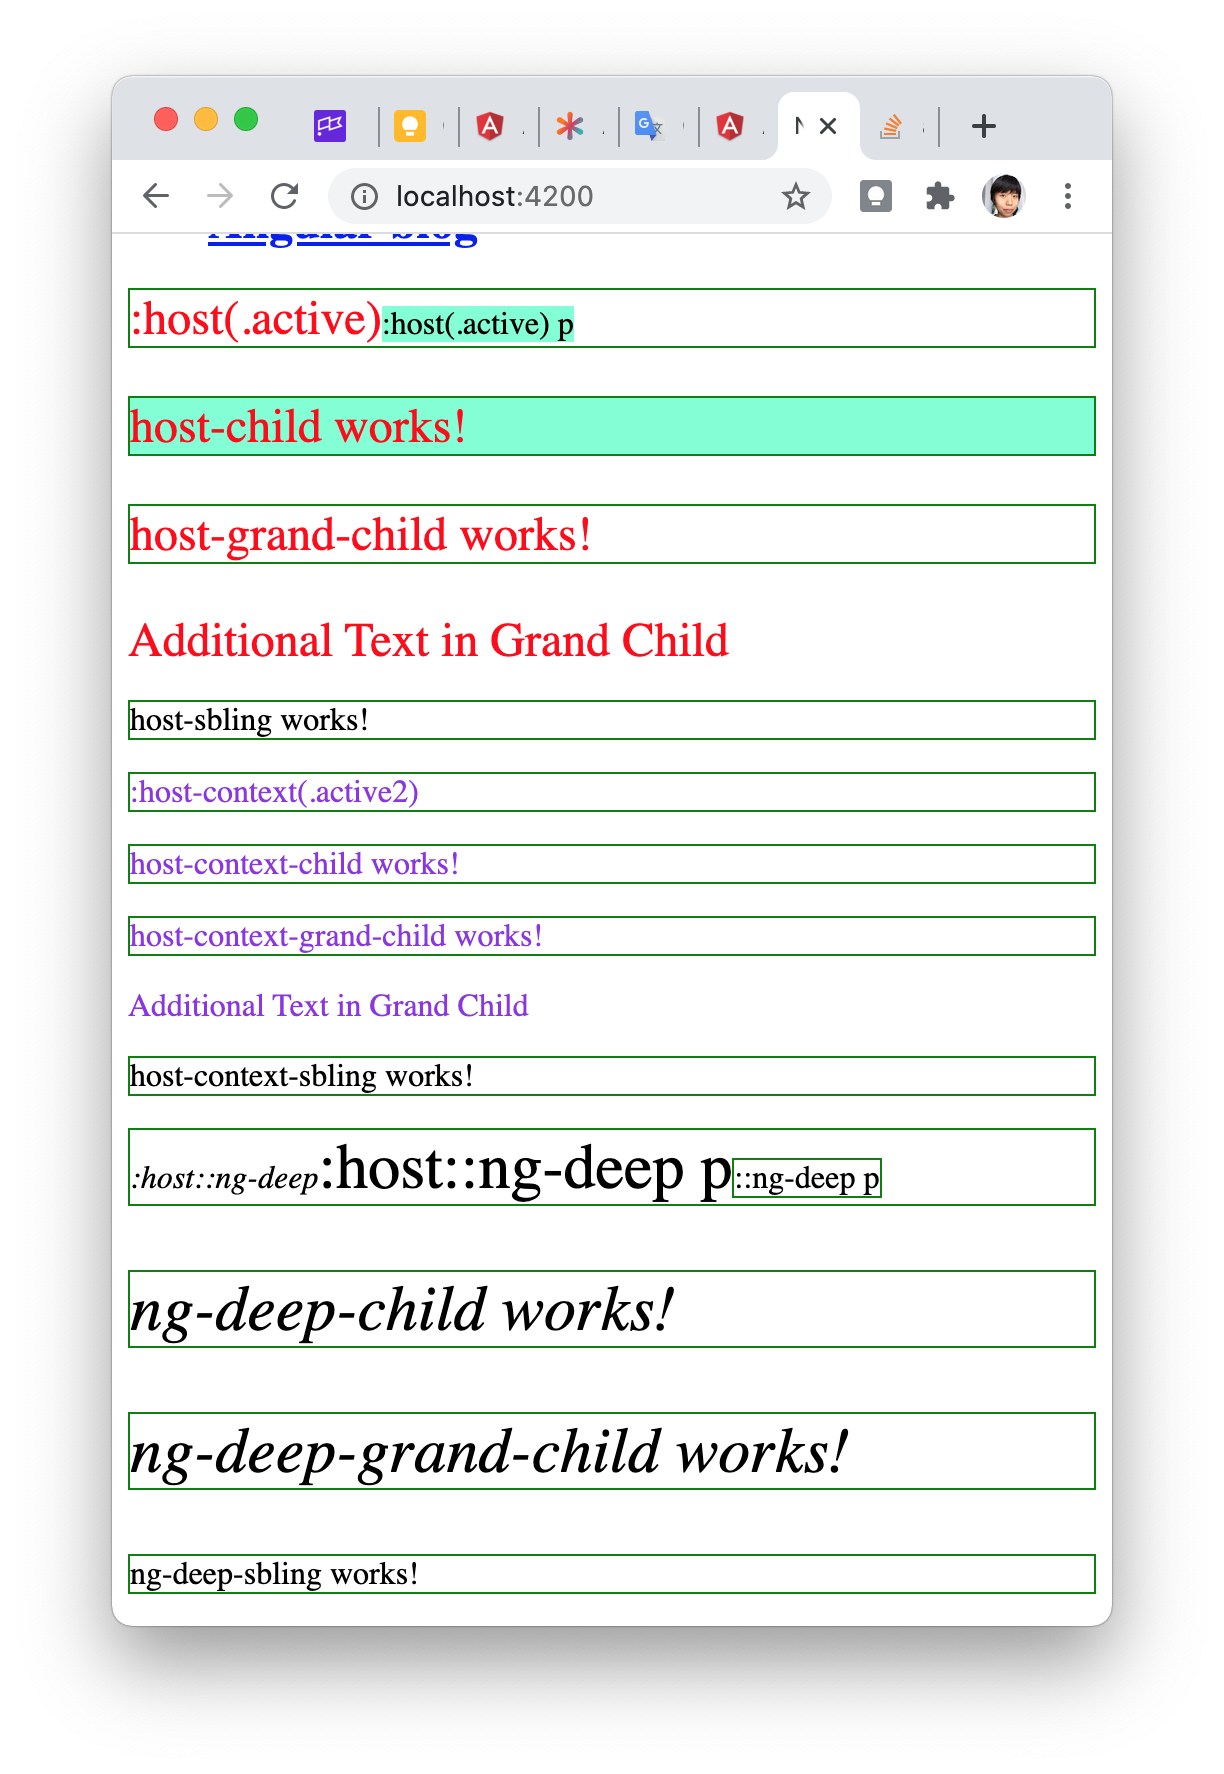 localhost:4200
Angular blog
:host(.active):host(.active) p
host-child works!
host-grand-child works!
Additional Text in Grand Child
host-sbling works!
:host-context(.active2)
host-context-child works!
host-context-grand-child works!
Additional Text in Grand Child
host-context-sbling works!
:host::ng-deep:host::ng-deep p::ng-deep p
ng-deep-child works!
ng-deep-grand-child works!
ng-deep-sbling works!